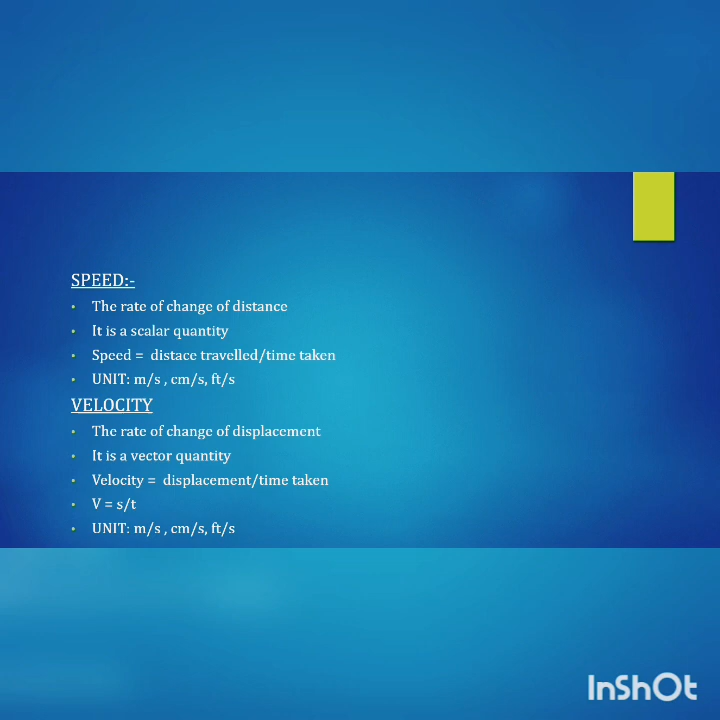 SPEED:-
• The rate of change of distance
• It is a scalar quantity
• Speed = distace travelled/time taken
• UNIT: m/s , cm/s, ft/s
VELOCITY
• The rate of change of displacement
• It is a vector quantity
• Velocity = displacement/time taken
• V = s/t
• UNIT: m/s , cm/s, ft/s
InShOt